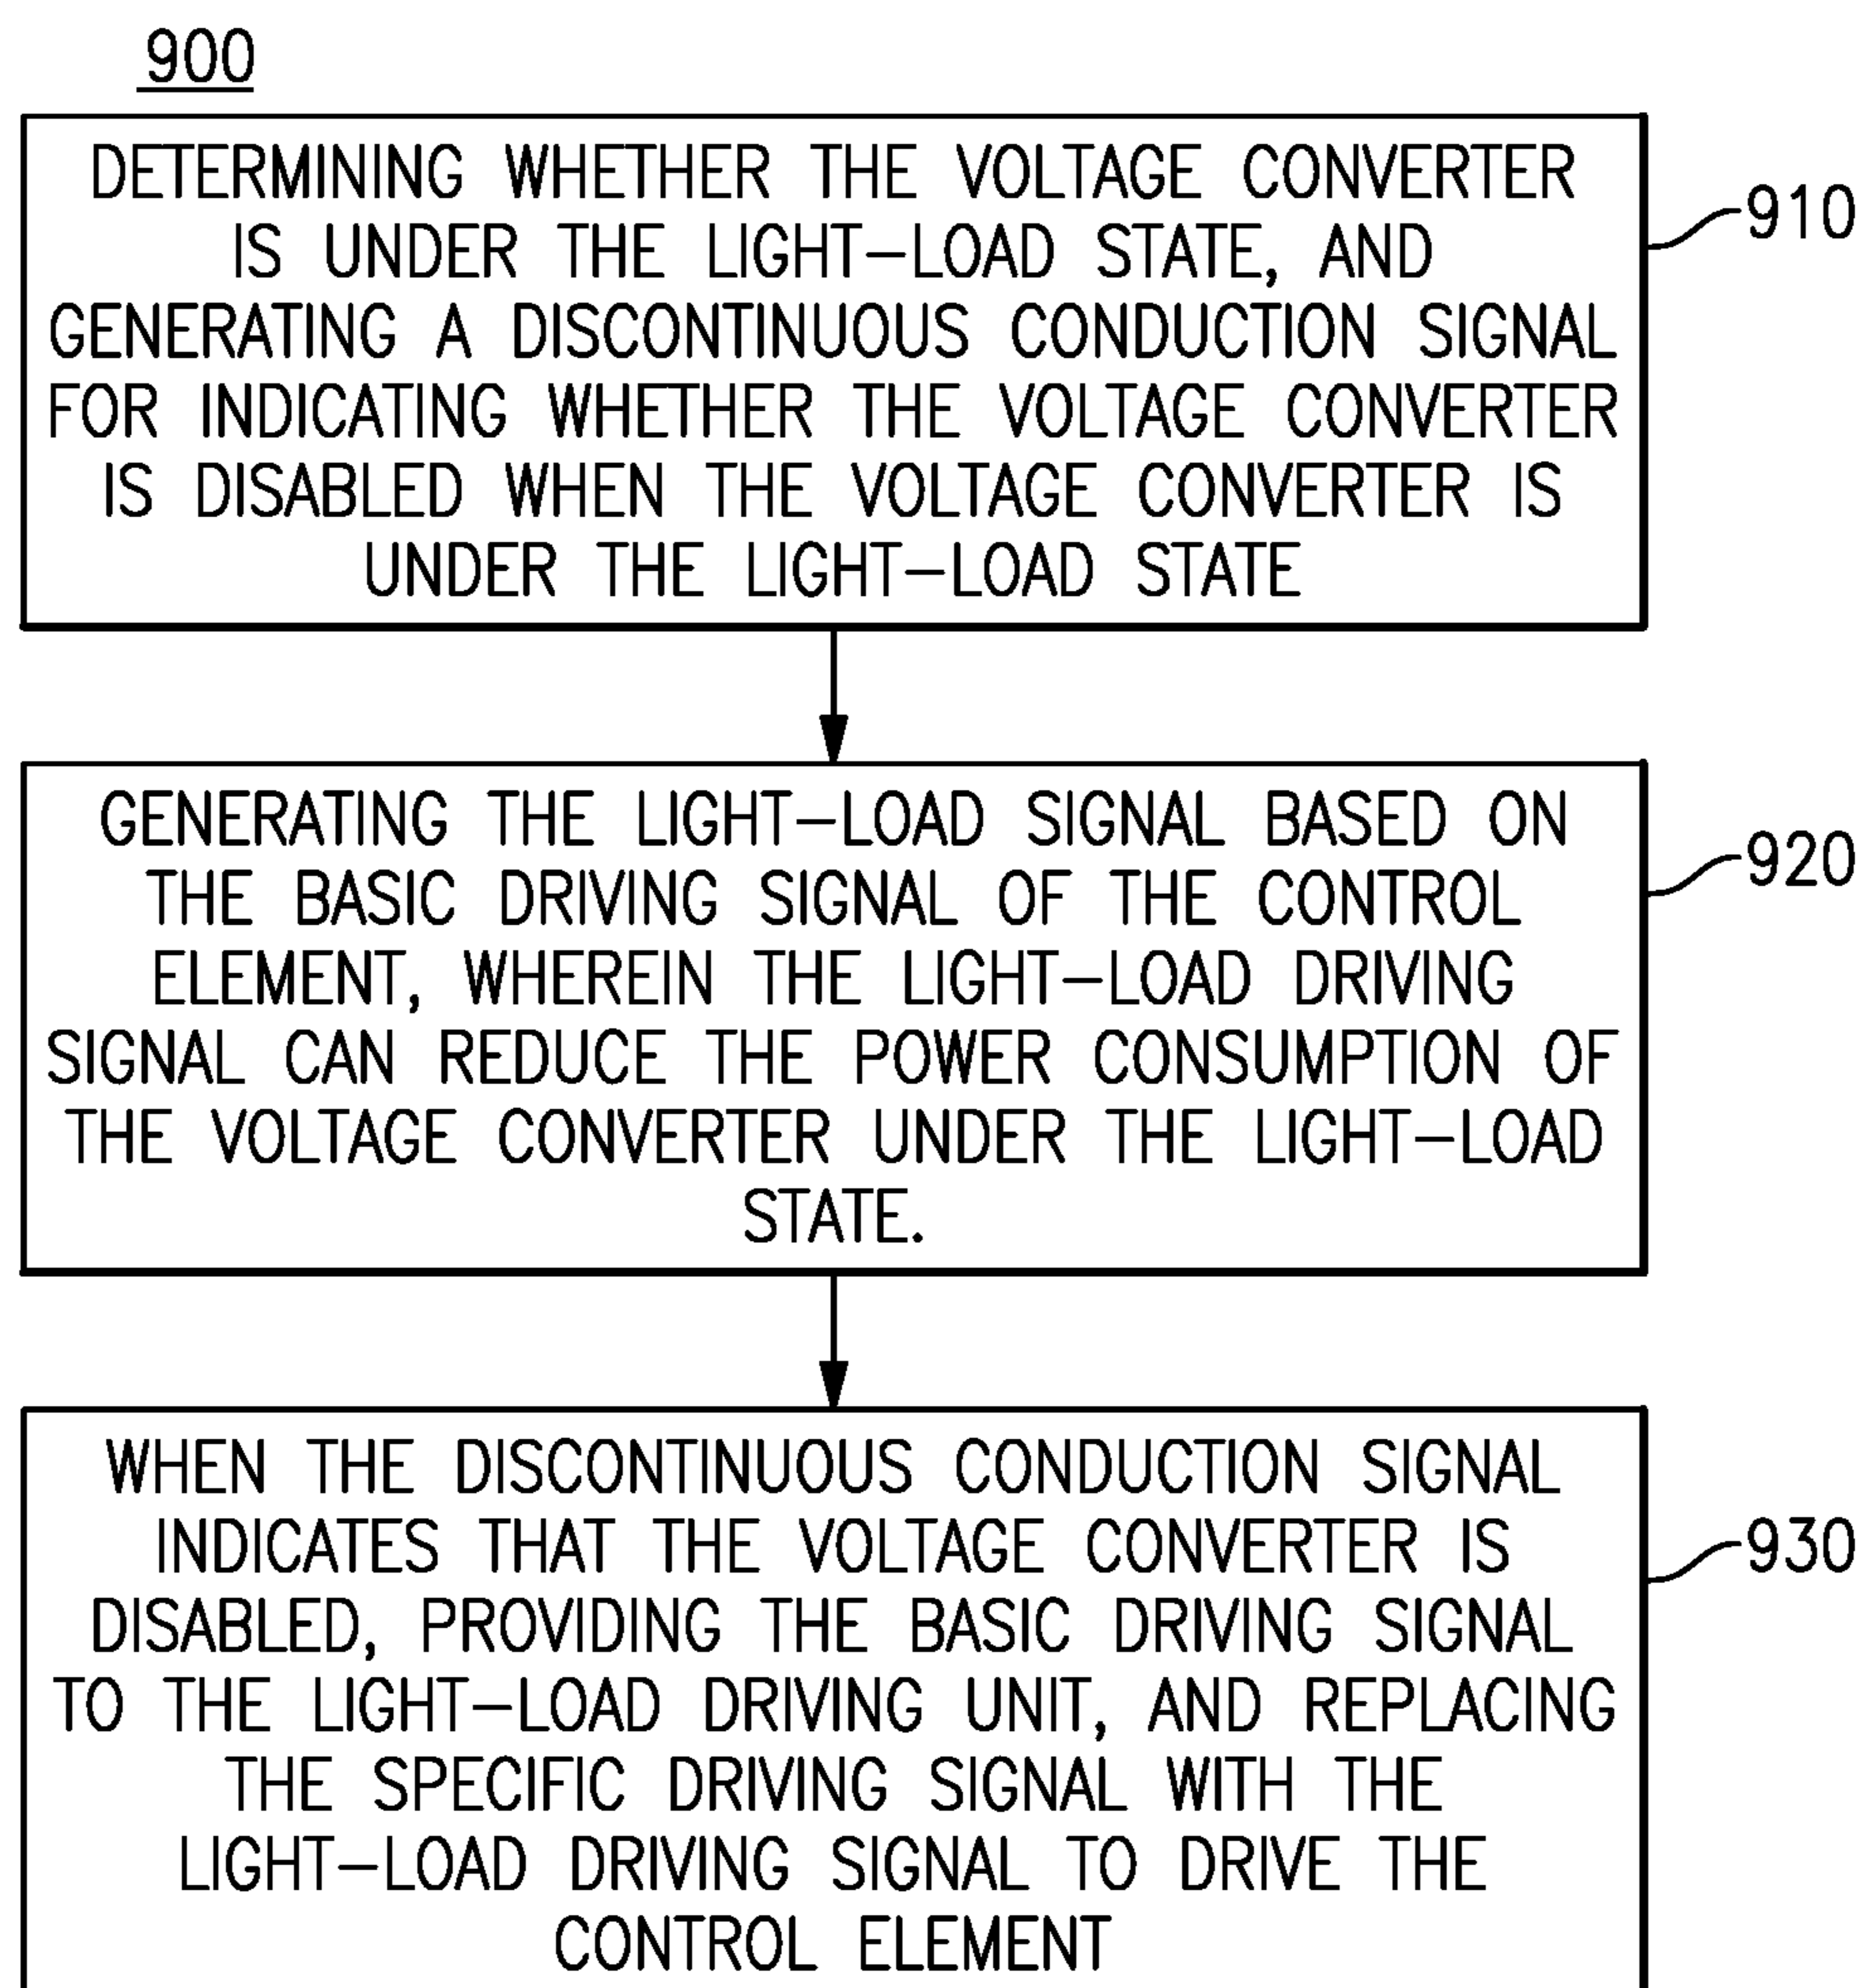 900
DETERMINING WHETHER THE VOLTAGE CONVERTER
IS UNDER THE LIGHT-LOAD STATE, AND
GENERATING A DISCONTINUOUS CONDUCTION SIGNAL
FOR INDICATING WHETHER THE VOLTAGE CONVERTER
IS DISABLED WHEN THE VOLTAGE CONVERTER IS
UNDER THE LIGHT-LOAD STATE
910
GENERATING THE LIGHT-LOAD SIGNAL BASED ON
THE BASIC DRIVING SIGNAL OF THE CONTROL
ELEMENT, WHEREIN THE LIGHT-LOAD DRIVING
SIGNAL CAN REDUCE THE POWER CONSUMPTION OF
THE VOLTAGE CONVERTER UNDER THE LIGHT-LOAD
STATE.
920
WHEN THE DISCONTINUOUS CONDUCTION SIGNAL
INDICATES THAT THE VOLTAGE CONVERTER IS
DISABLED, PROVIDING THE BASIC DRIVING SIGNAL
TO THE LIGHT-LOAD DRIVING UNIT, AND REPLACING
THE SPECIFIC DRIVING SIGNAL WITH THE
LIGHT-LOAD DRIVING SIGNAL TO DRIVE THE
CONTROL ELEMENT
930